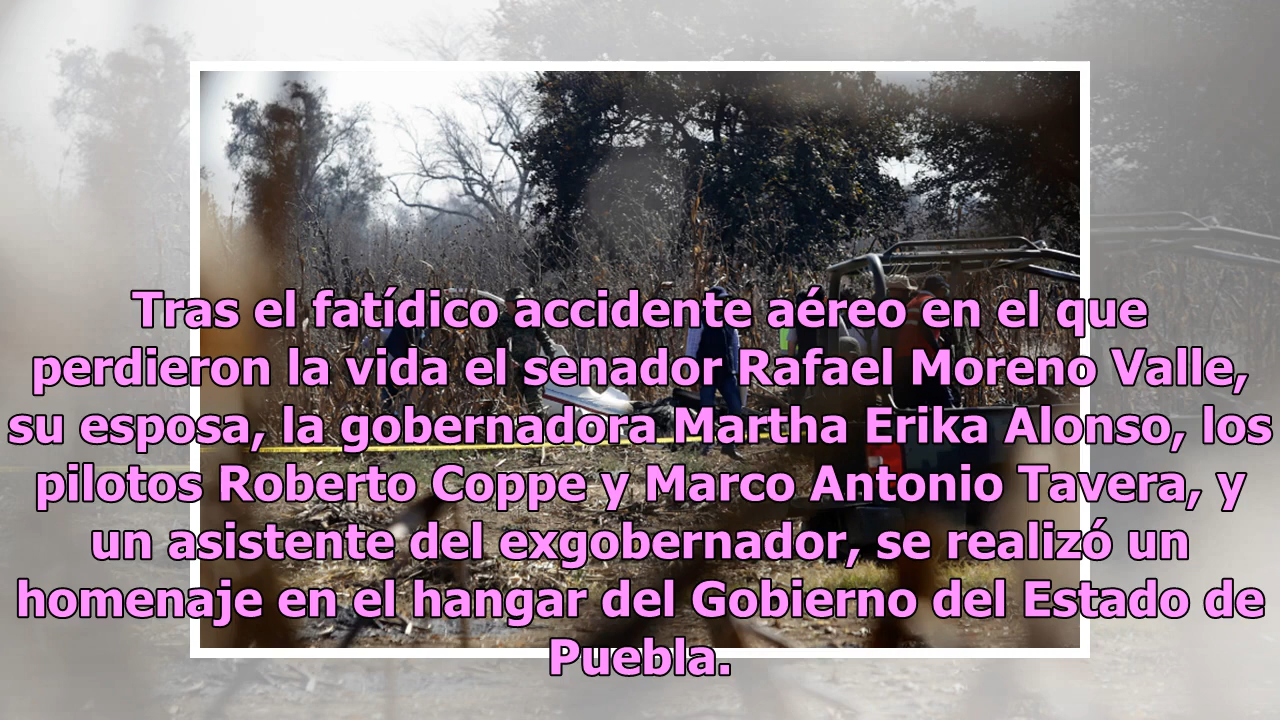 Tras el fatídico accidente aéreo en el que
perdieron la vida el senador Rafael Moreno Valle,
su esposa, la gobernadora Martha Erika Alonso, los
pilotos Roberto Coppe y Marco Antonio Tavera, y
un asistente del exgobernador, se realizó un
homenaje en el hangar del Gobierno del Estado de
Puebla.